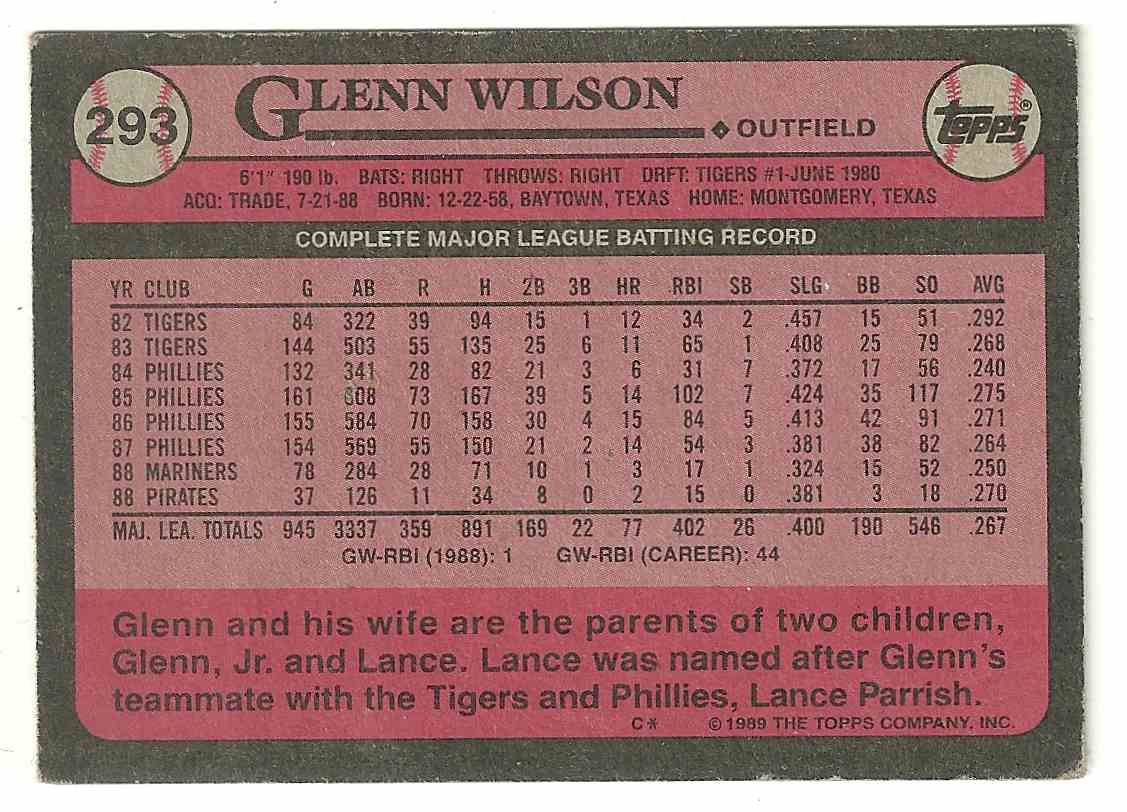 293
GLENN WILSON
OUTFIELD
TOPPS®
6'1" 190 lb. BATS: RIGHT THROWS: RIGHT DRFT: TIGERS #1-JUNE 1980
ACQ: TRADE, 7-21-88 BORN: 12-22-58, BAYTOWN, TEXAS HOME: MONTGOMERY, TEXAS
COMPLETE MAJOR LEAGUE BATTING RECORD
YR CLUB G AB R H 2B 3B HR RBI SB SLG BB SO AVG
82 TIGERS 84 322 39 94 15 1 12 34 2 .457 15 51 .292
83 TIGERS 144 503 55 135 25 6 11 65 1 .408 25 79 .268
84 PHILLIES 132 341 28 82 21 3 6 31 7 .372 17 56 .240
85 PHILLIES 161 608 73 167 39 5 14 102 7 .424 35 117 .275
86 PHILLIES 155 584 70 158 30 4 15 84 5 .413 42 91 .271
87 PHILLIES 154 569 55 150 21 2 14 54 3 .381 38 82 .264
88 MARINERS 78 284 28 71 10 1 3 17 1 .324 15 52 .250
88 PIRATES 37 126 11 34 8 0 2 15 0 .381 3 18 .270
MAJ. LEA. TOTALS 945 3337 359 891 169 22 77 402 26 .400 190 546 .267
GW-RBI (1988): 1 GW-RBI (CAREER): 44
Glenn and his wife are the parents of two children,
Glenn, Jr. and Lance. Lance was named after Glenn's
teammate with the Tigers and Phillies, Lance Parrish.
C* © 1989 THE TOPPS COMPANY, INC.